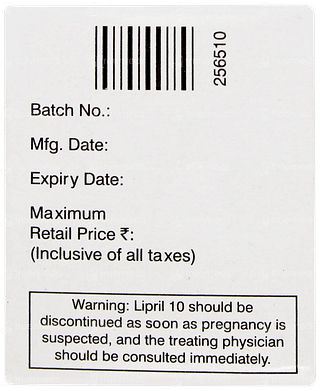 256510
Batch No.:
Mfg. Date:
Expiry Date:
Maximum
Retail Price ₹:
(Inclusive of all taxes)
Warning: Lipril 10 should be
discontinued as soon as pregnancy is
suspected, and the treating physician
should be consulted immediately.